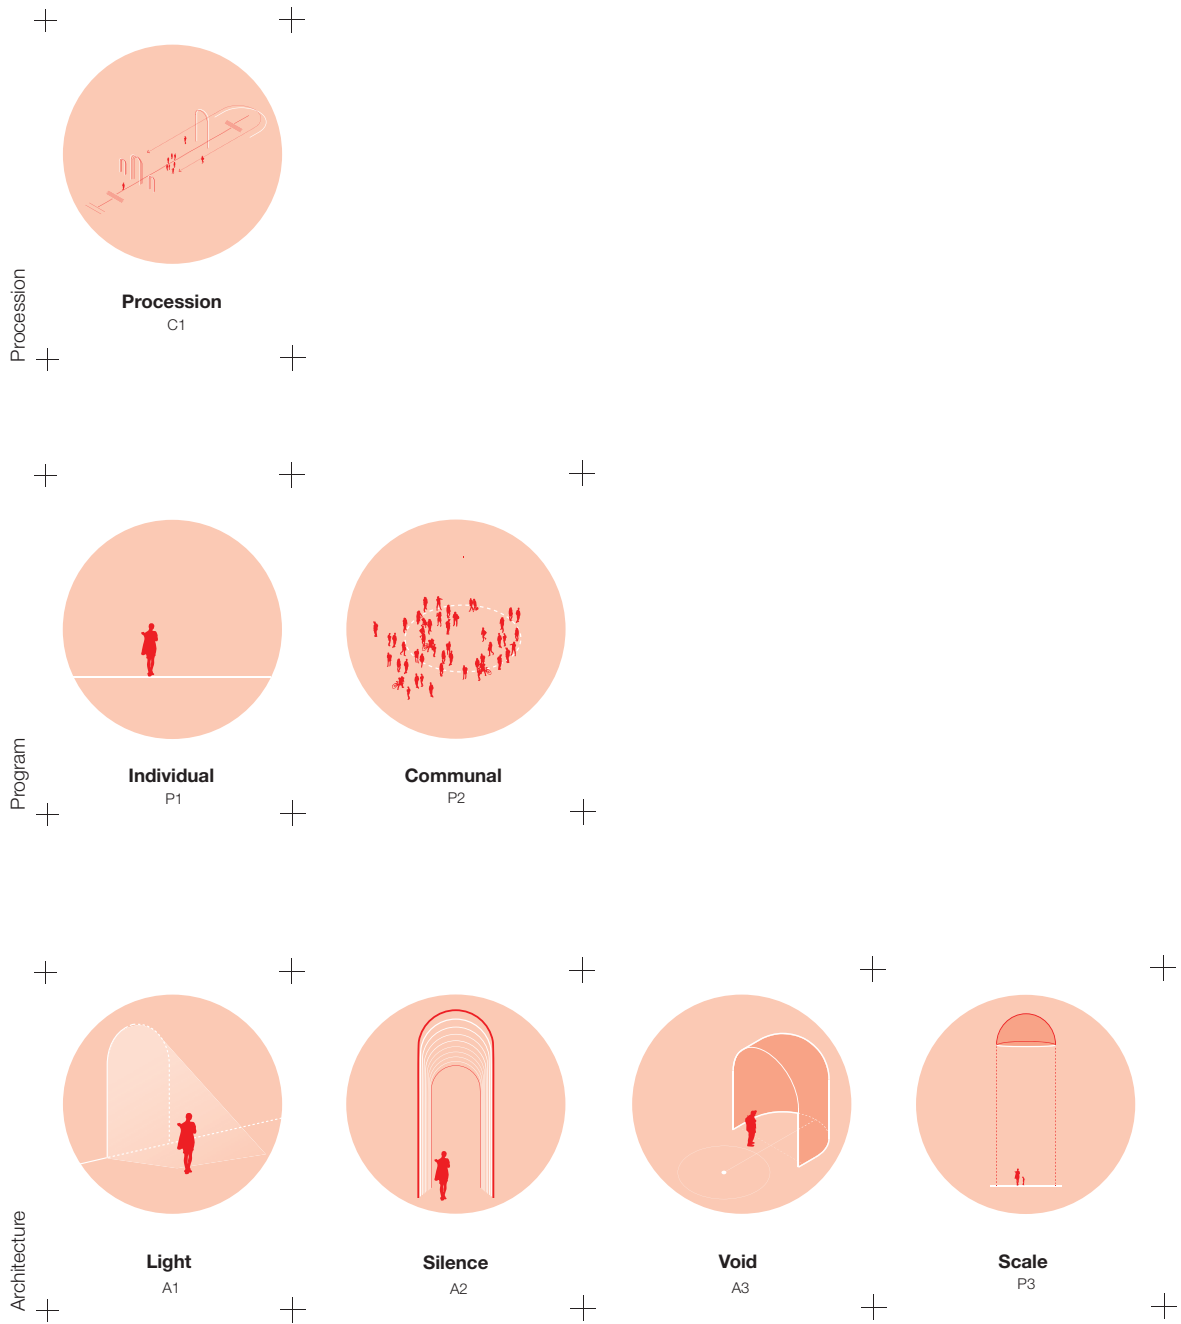 Procession
Procession
C1
Program
Individual
P1
Communal
P2
Architecture
Light
A1
Silence
A2
Void
A3
Scale
P3